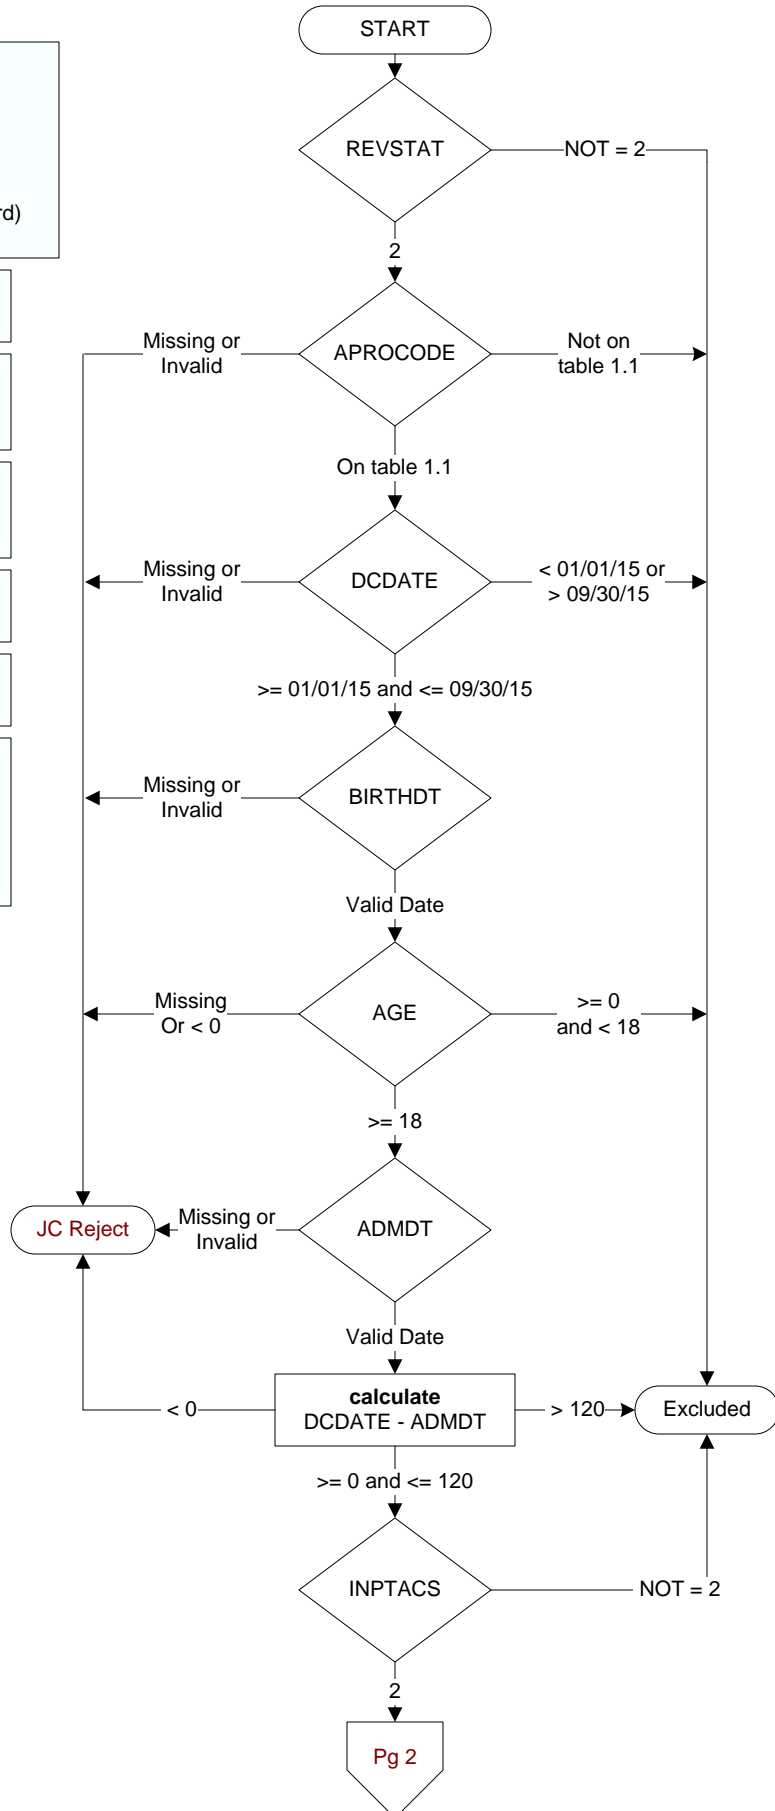 START
REVSTAT
NOT = 2
rd)
2
Missing or
Invalid
APROCODE
Not on
table 1.1
On table 1.1
Missing or
Invalid
DCDATE
< 01/01/15 or
> 09/30/15
>= 01/01/15 and <= 09/30/15
Missing or
Invalid
BIRTHDT
Valid Date
Missing
Or < 0
AGE
>= 0
and < 18
>= 18
JC Reject
Missing or
Invalid
ADMDT
Valid Date
< 0
calculate
DCDATE - ADMDT
> 120
Excluded
>= 0 and <= 120
INPTACS
NOT = 2
2
Pg 2